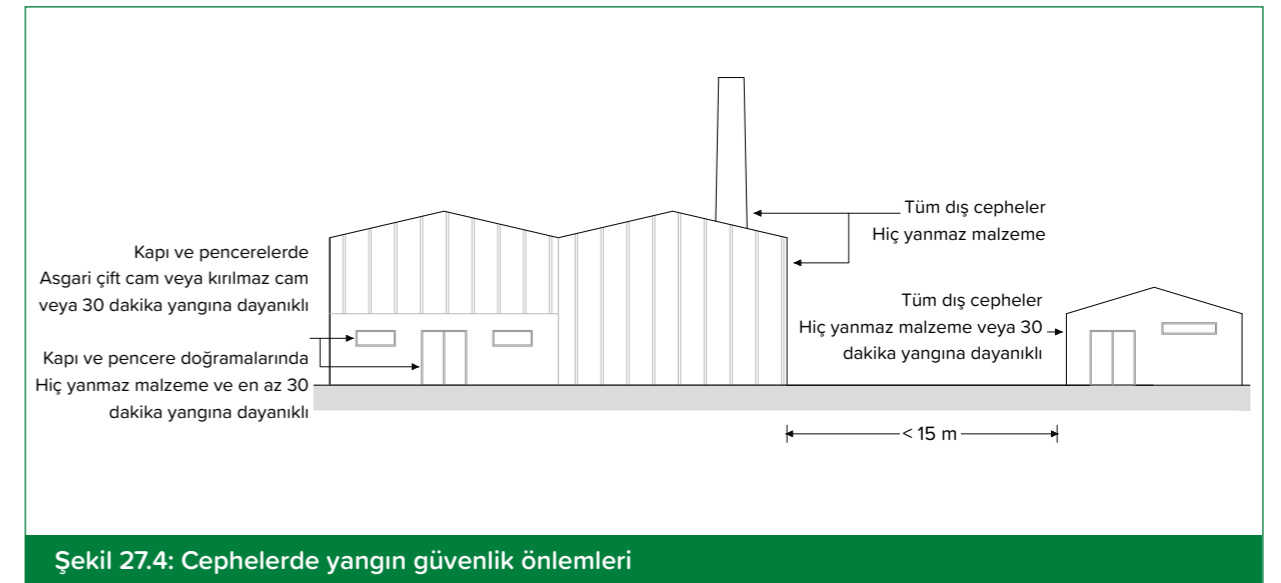 Kapı ve pencerelerde
Asgari çift cam veya kırılmaz cam
veya 30 dakika yangına dayanıklı
Kapı ve pencere doğramalarında
Hiç yanmaz malzeme ve en az 30
dakika yangına dayanıklı
Tüm dış cepheler
Hiç yanmaz malzeme
Tüm dış cepheler
Hiç yanmaz malzeme veya 30
dakika yangına dayanıklı
< 15 m
Şekil 27.4: Cephelerde yangın güvenlik önlemleri